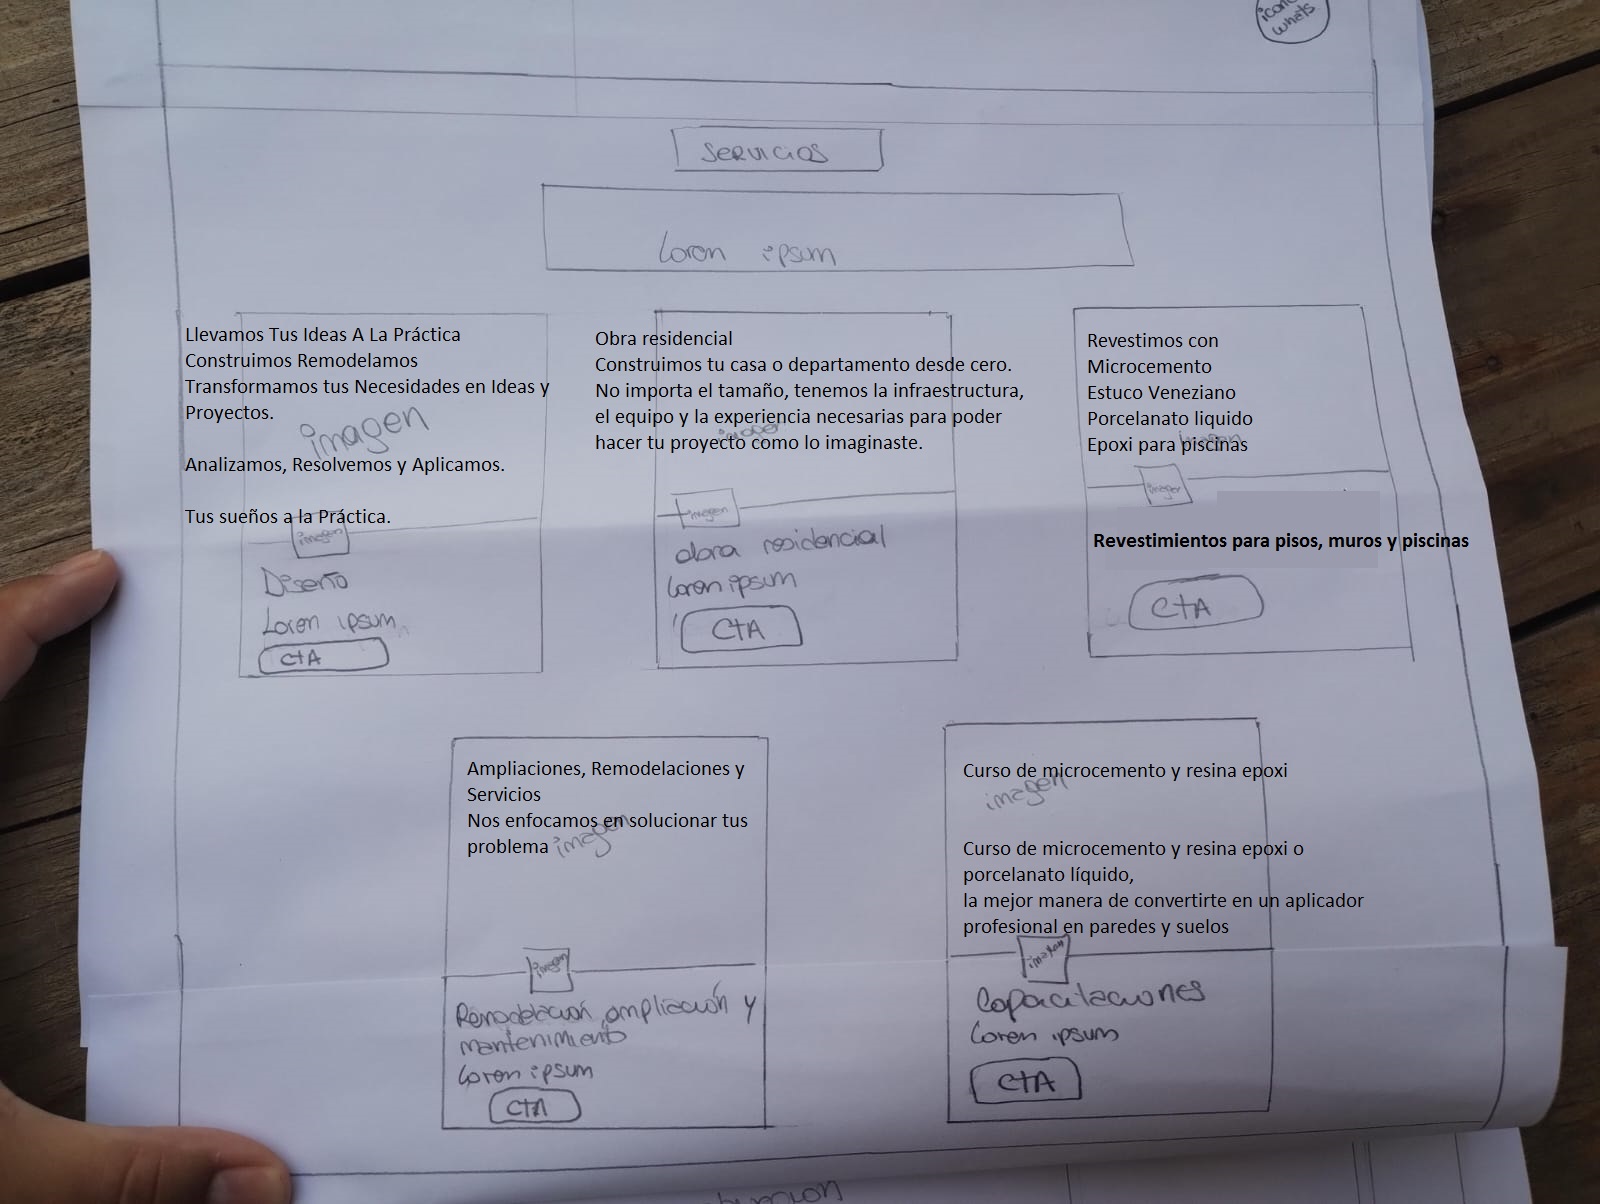 icono
whats
Servicios
Loren ipsum
Llevamos Tus Ideas A La Práctica
Construimos Remodelamos
Transformamos tus Necesidades en Ideas y
Proyectos.
imagen
Analizamos, Resolvemos y Aplicamos.
Tus sueños a la Práctica.
imagen
Diseño
Loren ipsum
CTA
Obra residencial
Construimos tu casa o departamento desde cero.
No importa el tamaño, tenemos la infraestructura,
el equipo y la experiencia necesarias para poder
imagen
hacer tu proyecto como lo imaginaste.
imagen
obra residencial
Loren ipsum
CTA
Revestimos con
Microcemento
Estuco Veneziano
Porcelanato liquido
Epoxi para piscinas
imagen
imagen
Revestimientos para pisos, muros y piscinas
CTA
Ampliaciones, Remodelaciones y
Servicios
Nos enfocamos en solucionar tus
problema
imagen
imagen
Remodelación, ampliación y
mantenimiento
Loren ipsum
CTA
Curso de microcemento y resina epoxi
imagen
Curso de microcemento y resina epoxi o
porcelanato líquido,
la mejor manera de convertirte en un aplicador
profesional en paredes y suelos
imagen
Capacitaciones
Loren ipsum
CTA